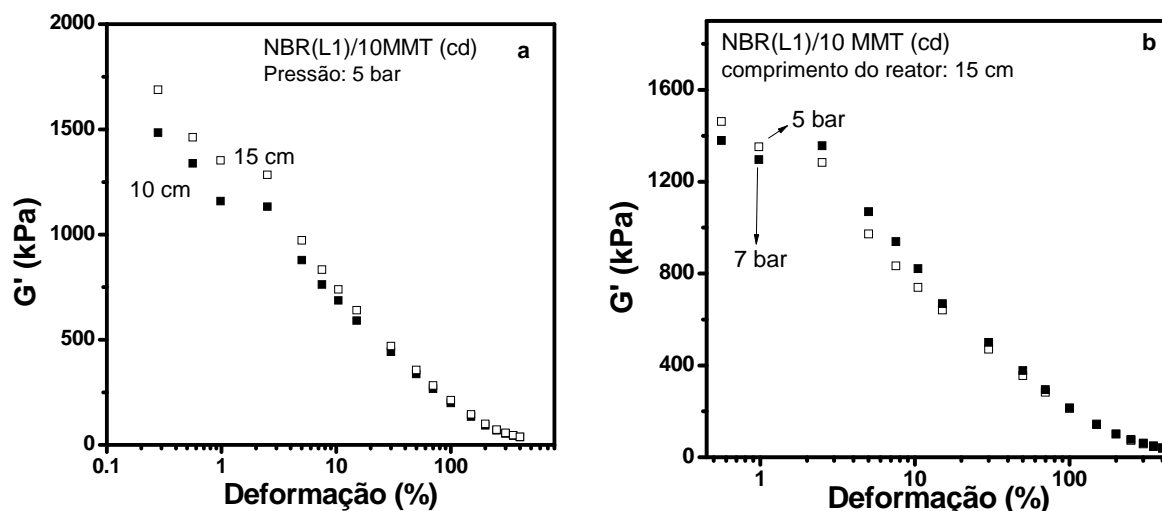 NBR(L1)/10MMT (cd)
Pressão: 5 bar
a
2000
1500
1000
500
0
G' (kPa)
15 cm
10 cm
0.1
1
10
100
Deformação (%)
NBR(L1)/10 MMT (cd)
comprimento do reator: 15 cm
b
1600
1200
800
400
0
G' (kPa)
5 bar
7 bar
1
10
100
Deformação (%)